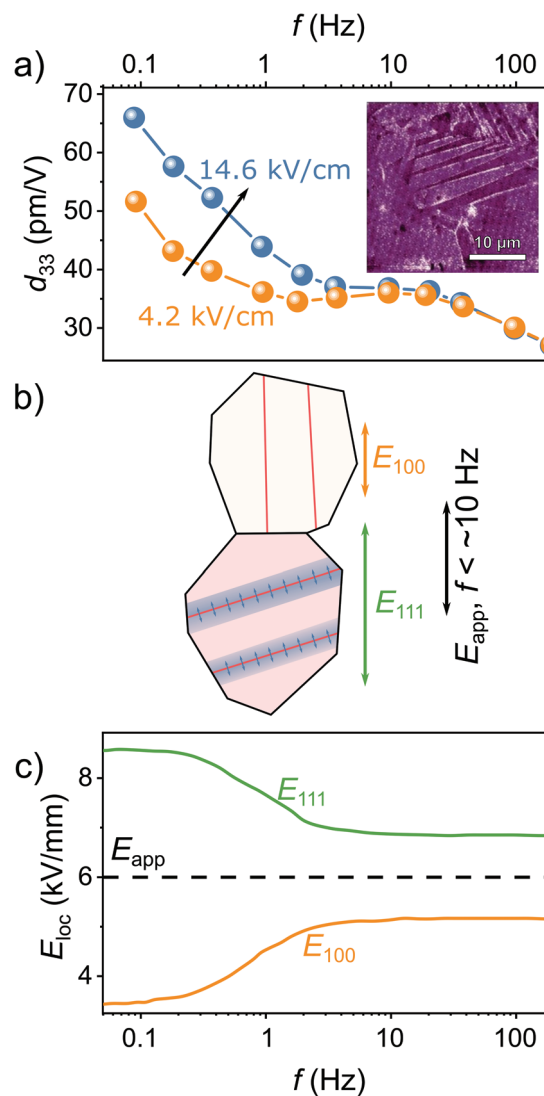 f (Hz)
a)
0.1 1 10 100
70
60
50
40
30
d33 (pm/V)
14.6 kV/cm
4.2 kV/cm
10 µm
b)
E100
E111
Eapp, f < ~10 Hz
c)
8
6
4
Eloc (kV/mm)
E111
Eapp
E100
0.1 1 10 100
f (Hz)